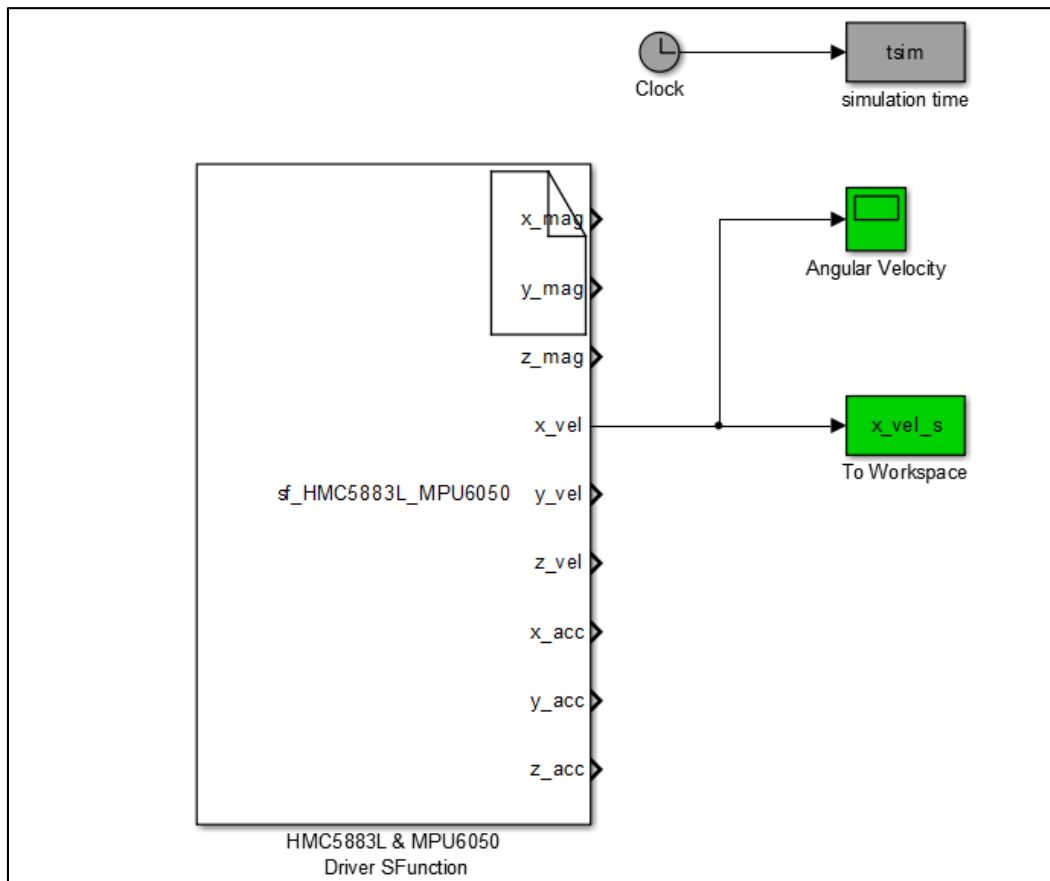 tsim
Clock
simulation time
x_mag
y_mag
Angular Velocity
z_mag
x_vel
x_vel_s
To Workspace
sf_HMC5883L_MPU6050
y_vel
z_vel
x_acc
y_acc
z_acc
HMC5883L & MPU6050
Driver SFunction